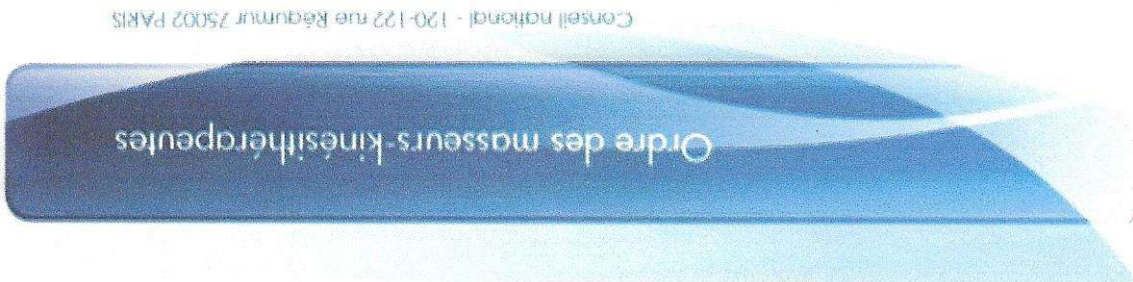 Ordre des masseurs-kinésithérapeutes
Conseil national - 120-122 rue Réaumur 75002 PARIS